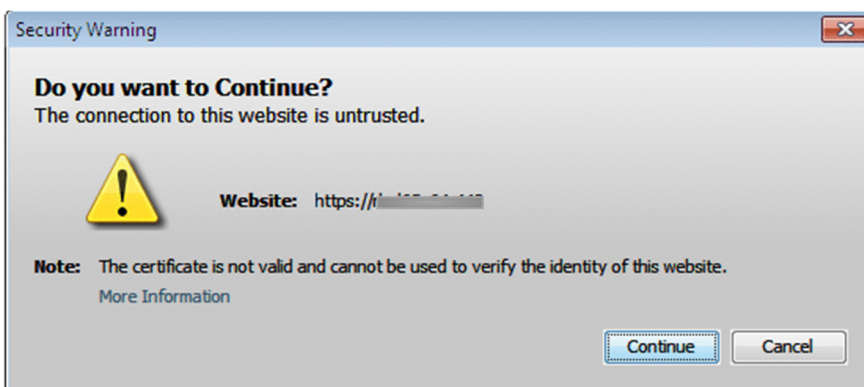 Security Warning
Do you want to Continue?
The connection to this website is untrusted.
Website: https://
Note: The certificate is not valid and cannot be used to verify the identity of this website.
More Information
Continue Cancel